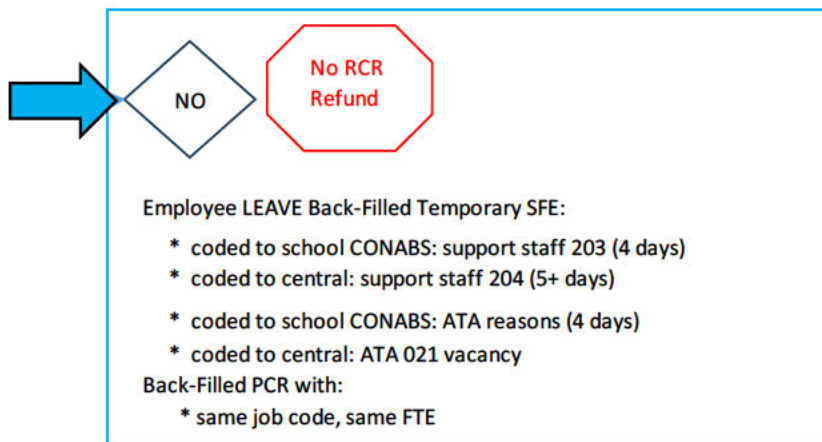 NO
No RCR
Refund
Employee LEAVE Back-Filled Temporary SFE:
* coded to school CONABS: support staff 203 (4 days)
* coded to central: support staff 204 (5+ days)
* coded to school CONABS: ATA reasons (4 days)
* coded to central: ATA 021 vacancy
Back-Filled PCR with:
* same job code, same FTE